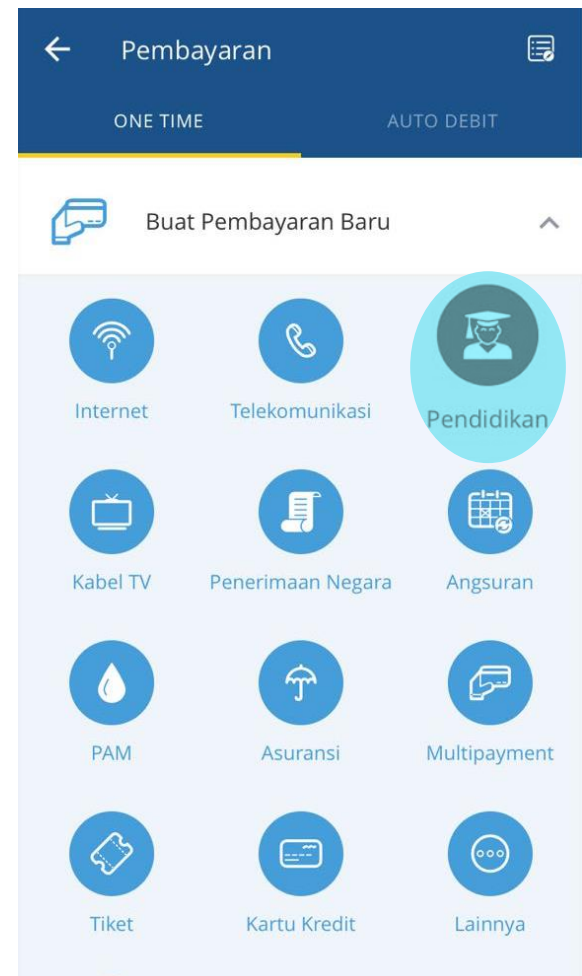 Pembayaran
ONE TIME
AUTO DEBIT
Buat Pembayaran Baru
Internet
Telekomunikasi
Pendidikan
Kabel TV
Penerimaan Negara
Angsuran
PAM
Asuransi
Multipayment
Tiket
Kartu Kredit
Lainnya